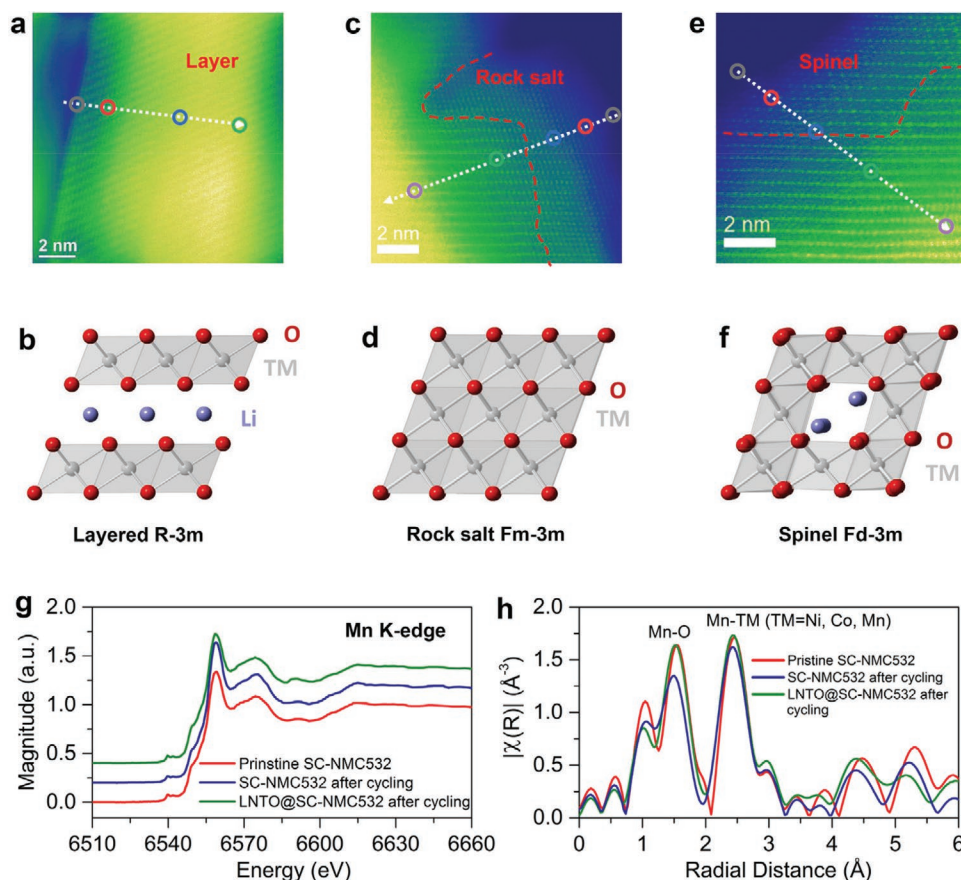 a
Layer
2 nm
c
Rock salt
2 nm
e
Spinel
2 nm
b
O
TM
Li
Layered R-3m
d
O
TM
Rock salt Fm-3m
f
O
TM
Spinel Fd-3m
g
Mn K-edge
2.0
1.5
1.0
0.5
0.0
Magnitude (a.u.)
Prinstine SC-NMC532
SC-NMC532 after cycling
LNTO@SC-NMC532 after cycling
6510 6540 6570 6600 6630 6660
Energy (eV)
h
Mn-O
Mn-TM (TM=Ni, Co, Mn)
2.0
1.5
1.0
0.5
0.0
|χ(R)| (Å⁻³)
Pristine SC-NMC532
SC-NMC532 after cycling
LNTO@SC-NMC532 after
cycling
0 1 2 3 4 5 6
Radial Distance (Å)